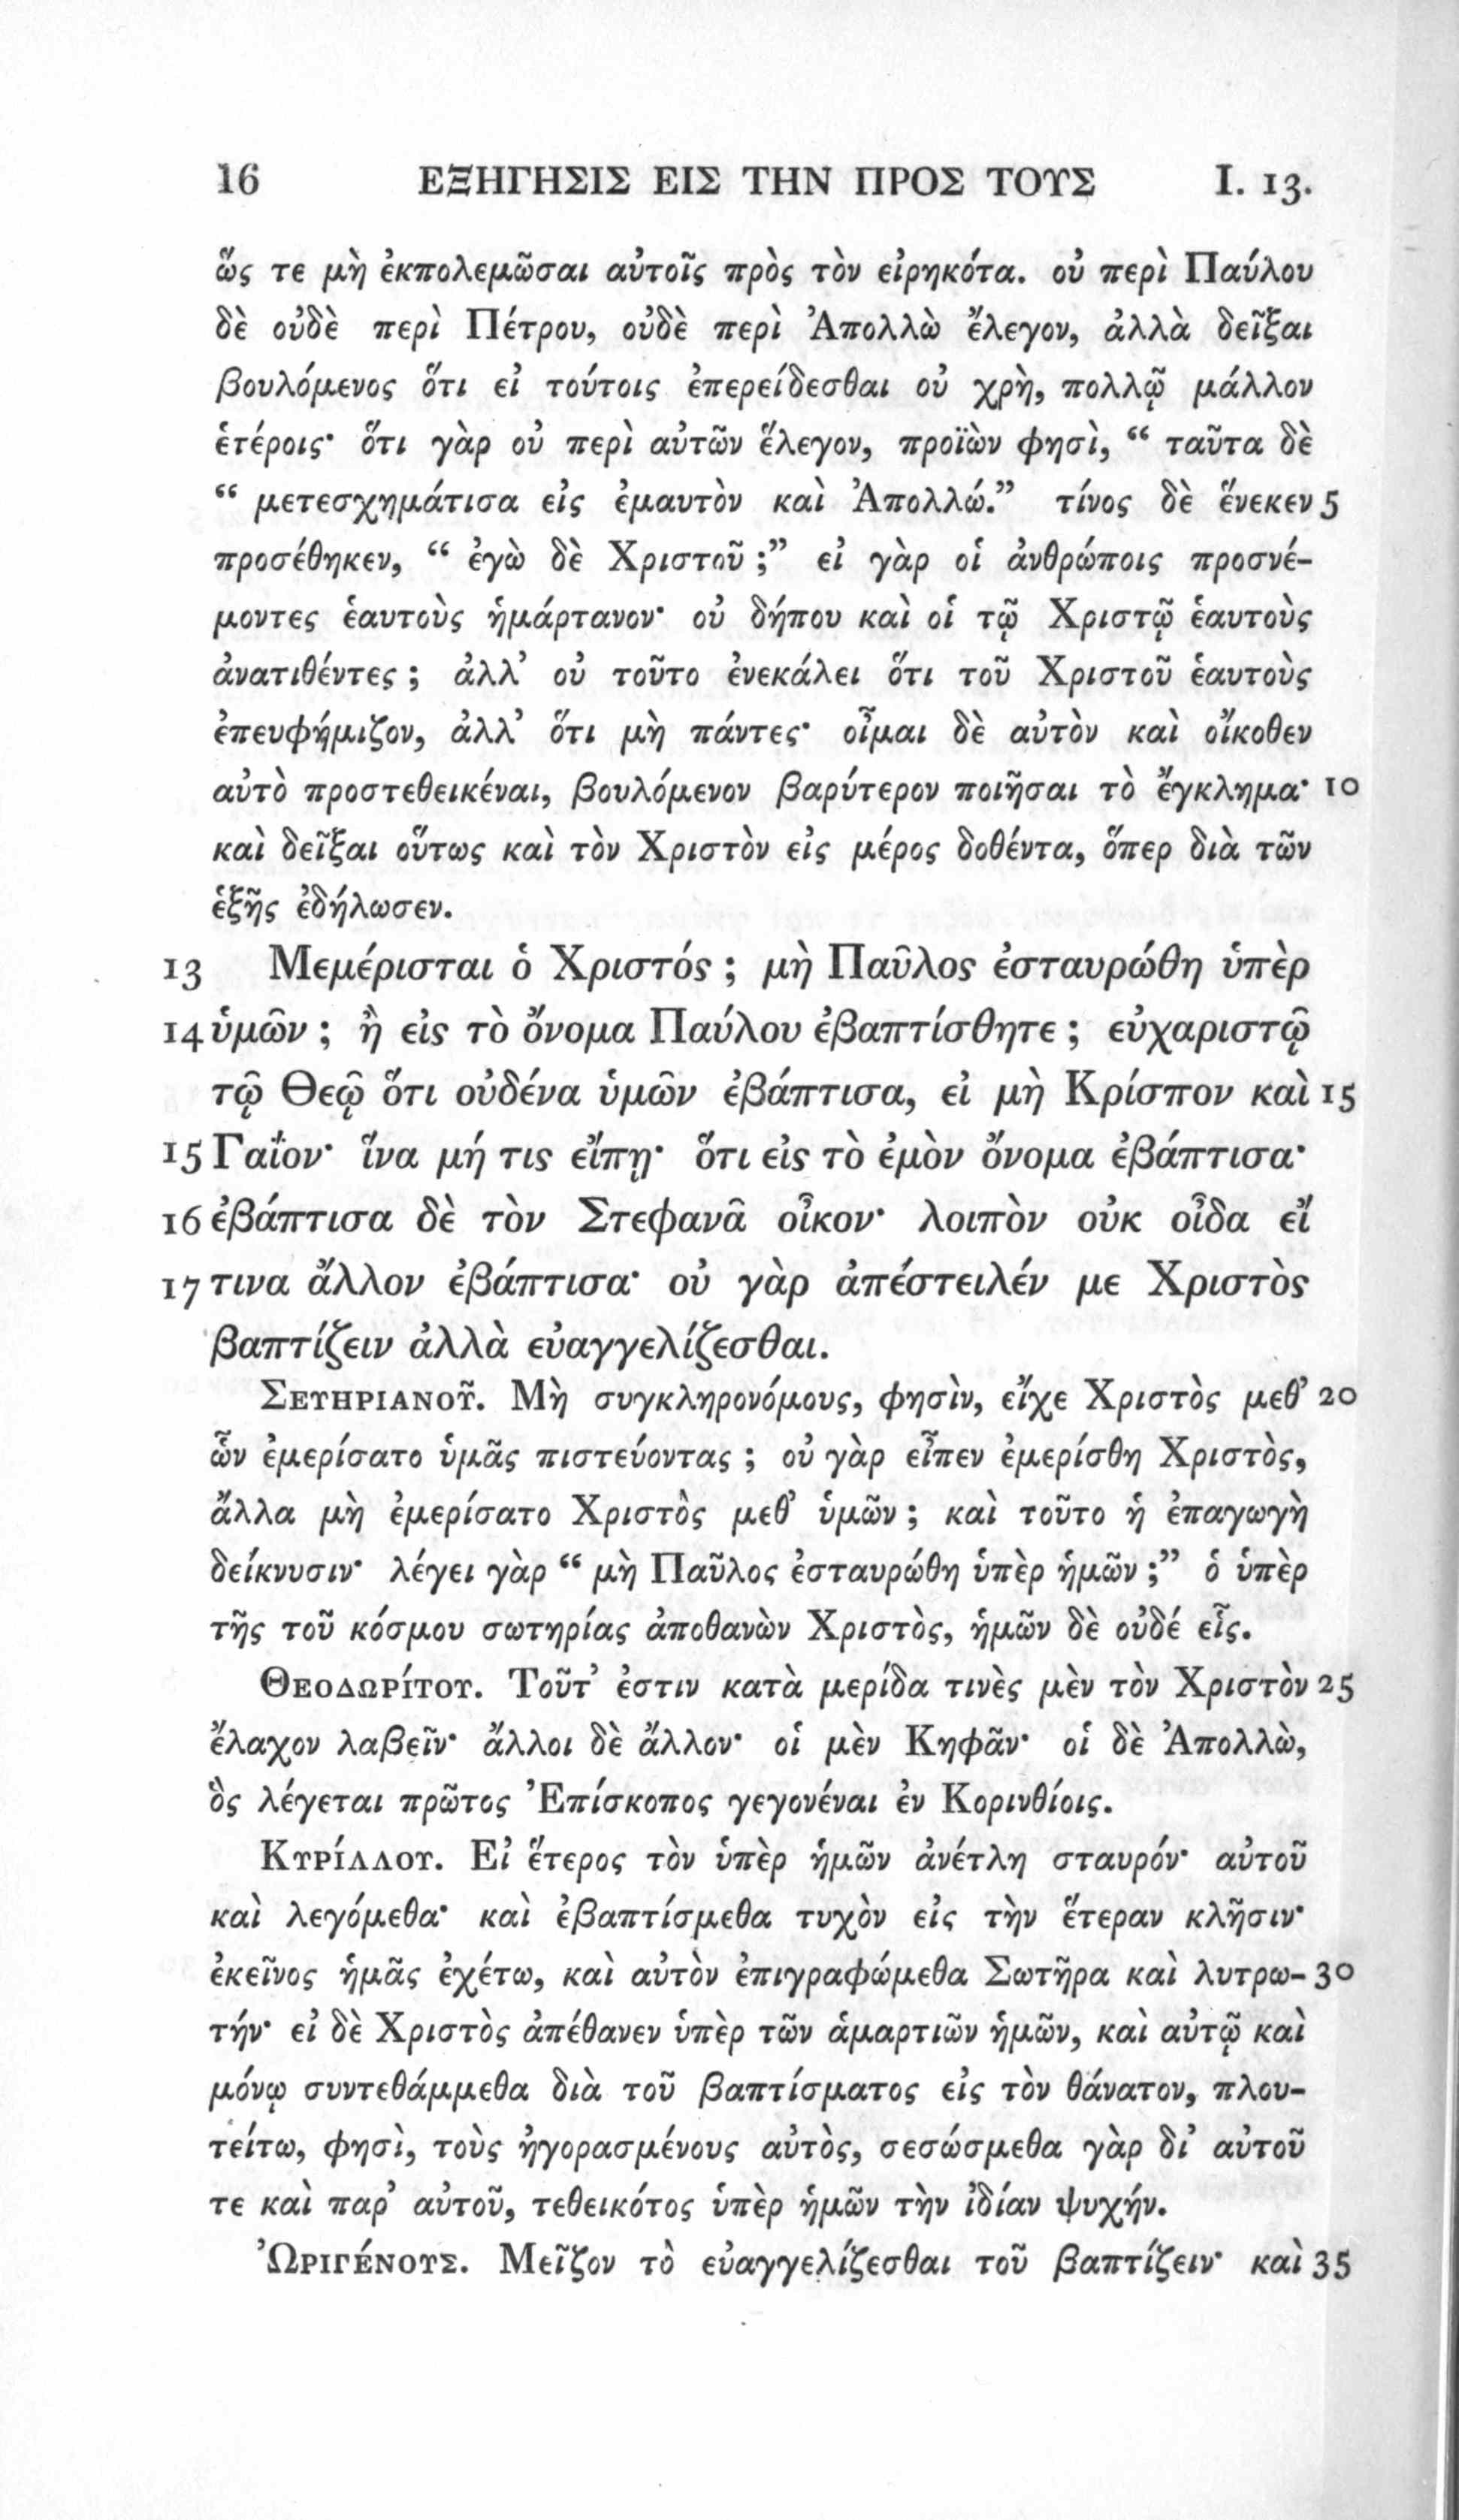 16 ΕΞΗΓΗΣΙΣ ΕΙΣ ΤΗΝ ΠΡΟΣ ΤΟΥΣ I. 13.
ὥς τε μὴ ἐκπολεμῶσαι αὐτοῖς πρὸς τὸν εἰρηκότα. οὐ περὶ Παύλου
δὲ οὐδὲ περὶ Πέτρου, οὐδὲ περὶ Ἀπολλὼ ἔλεγον, ἀλλὰ δεῖξαι
βουλόμενος ὅτι εἰ τούτοις ἐπερείδεσθαι οὐ χρὴ, πολλῷ μάλλον
ἑτέροις· ὅτι γὰρ οὐ περὶ αὐτῶν ἔλεγον, προϊὼν φησὶ, “ ταῦτα δὲ
“ μετεσχημάτισα εἰς ἐμαυτὸν καὶ Ἀπολλώ.” τίνος δὲ ἕνεκεν 5
προσέθηκεν, “ ἐγὼ δὲ Χριστοῦ ;” εἰ γὰρ οἱ ἀνθρώποις προσνέ-
μοντες ἑαυτοὺς ἡμάρτανον· οὐ δήπου καὶ οἱ τῷ Χριστῷ ἑαυτοὺς
ἀνατιθέντες ; ἀλλ’ οὐ τοῦτο ἐνεκάλει ὅτι τοῦ Χριστοῦ ἑαυτοὺς
ἐπευφήμιζον, ἀλλ’ ὅτι μὴ πάντες· οἶμαι δὲ αὐτὸν καὶ οἴκοθεν
αὐτὸ προστεθεικέναι, βουλόμενον βαρύτερον ποιῆσαι τὸ ἔγκλημα· 10
καὶ δεῖξαι οὕτως καὶ τὸν Χριστὸν εἰς μέρος δοθέντα, ὅπερ διὰ τῶν
ἑξῆς ἐδήλωσεν.
13 Μεμέρισται ὁ Χριστός ; μὴ Παῦλος ἐσταυρώθη ὑπὲρ
14 ὑμῶν ; ἢ εἰς τὸ ὄνομα Παύλου ἐβαπτίσθητε ; εὐχαριστῷ
τῷ Θεῷ ὅτι οὐδένα ὑμῶν ἐβάπτισα, εἰ μὴ Κρίσπον καὶ 15
15 Γαΐον· ἵνα μή τις εἴπῃ· ὅτι εἰς τὸ ἐμὸν ὄνομα ἐβάπτισα·
16 ἐβάπτισα δὲ τὸν Στεφανᾶ οἶκον· λοιπὸν οὐκ οἶδα εἴ
17 τινα ἄλλον ἐβάπτισα· οὐ γὰρ ἀπέστειλέν με Χριστὸς
βαπτίζειν ἀλλὰ εὐαγγελίζεσθαι.
Σευηριανοῦ. Μὴ συγκληρονόμους, φησὶν, εἴχε Χριστὸς μεθ’ 20
ὧν ἐμερίσατο ὑμᾶς πιστεύοντας ; οὐ γὰρ εἶπεν ἐμερίσθη Χριστὸς,
ἄλλα μὴ ἐμερίσατο Χριστὸς μεθ’ ὑμῶν ; καὶ τοῦτο ἡ ἐπαγωγὴ
δείκνυσιν· λέγει γὰρ “ μὴ Παῦλος ἐσταυρώθη ὑπὲρ ἡμῶν ;” ὁ ὑπὲρ
τῆς τοῦ κόσμου σωτηρίας ἀποθανὼν Χριστὸς, ἡμῶν δὲ οὐδέ εἷς.
Θεοδωρίτου. Τοῦτ’ ἐστιν κατὰ μερίδα τινὲς μὲν τὸν Χριστὸν 25
ἔλαχον λαβεῖν· ἄλλοι δὲ ἄλλον· οἱ μὲν Κηφᾶν· οἱ δὲ Ἀπολλὼ,
ὃς λέγεται πρῶτος Ἐπίσκοπος γεγονέναι ἐν Κορινθίοις.
Κυρίλλου. Εἰ ἕτερος τὸν ὑπὲρ ἡμῶν ἀνέτλη σταυρόν· αὐτοῦ
καὶ λεγόμεθα· καὶ ἐβαπτίσμεθα τυχὸν εἰς τὴν ἕτεραν κλῆσιν·
ἐκεῖνος ἡμᾶς ἐχέτω, καὶ αὐτὸν ἐπιγραφώμεθα Σωτῆρα καὶ λυτρω- 30
τήν· εἰ δὲ Χριστὸς ἀπέθανεν ὑπὲρ τῶν ἁμαρτιῶν ἡμῶν, καὶ αὐτῷ καὶ
μόνῳ συντεθάμμεθα διὰ τοῦ βαπτίσματος εἰς τὸν θάνατον, πλου-
τείτω, φησὶ, τοὺς ἠγορασμένους αὐτὸς, σεσώσμεθα γὰρ δι’ αὐτοῦ
τε καὶ παρ’ αὐτοῦ, τεθεικότος ὑπὲρ ἡμῶν τὴν ἰδίαν ψυχήν.
Ὠριγένους. Μεῖζον τὸ εὐαγγελίζεσθαι τοῦ βαπτίζειν· καὶ 35